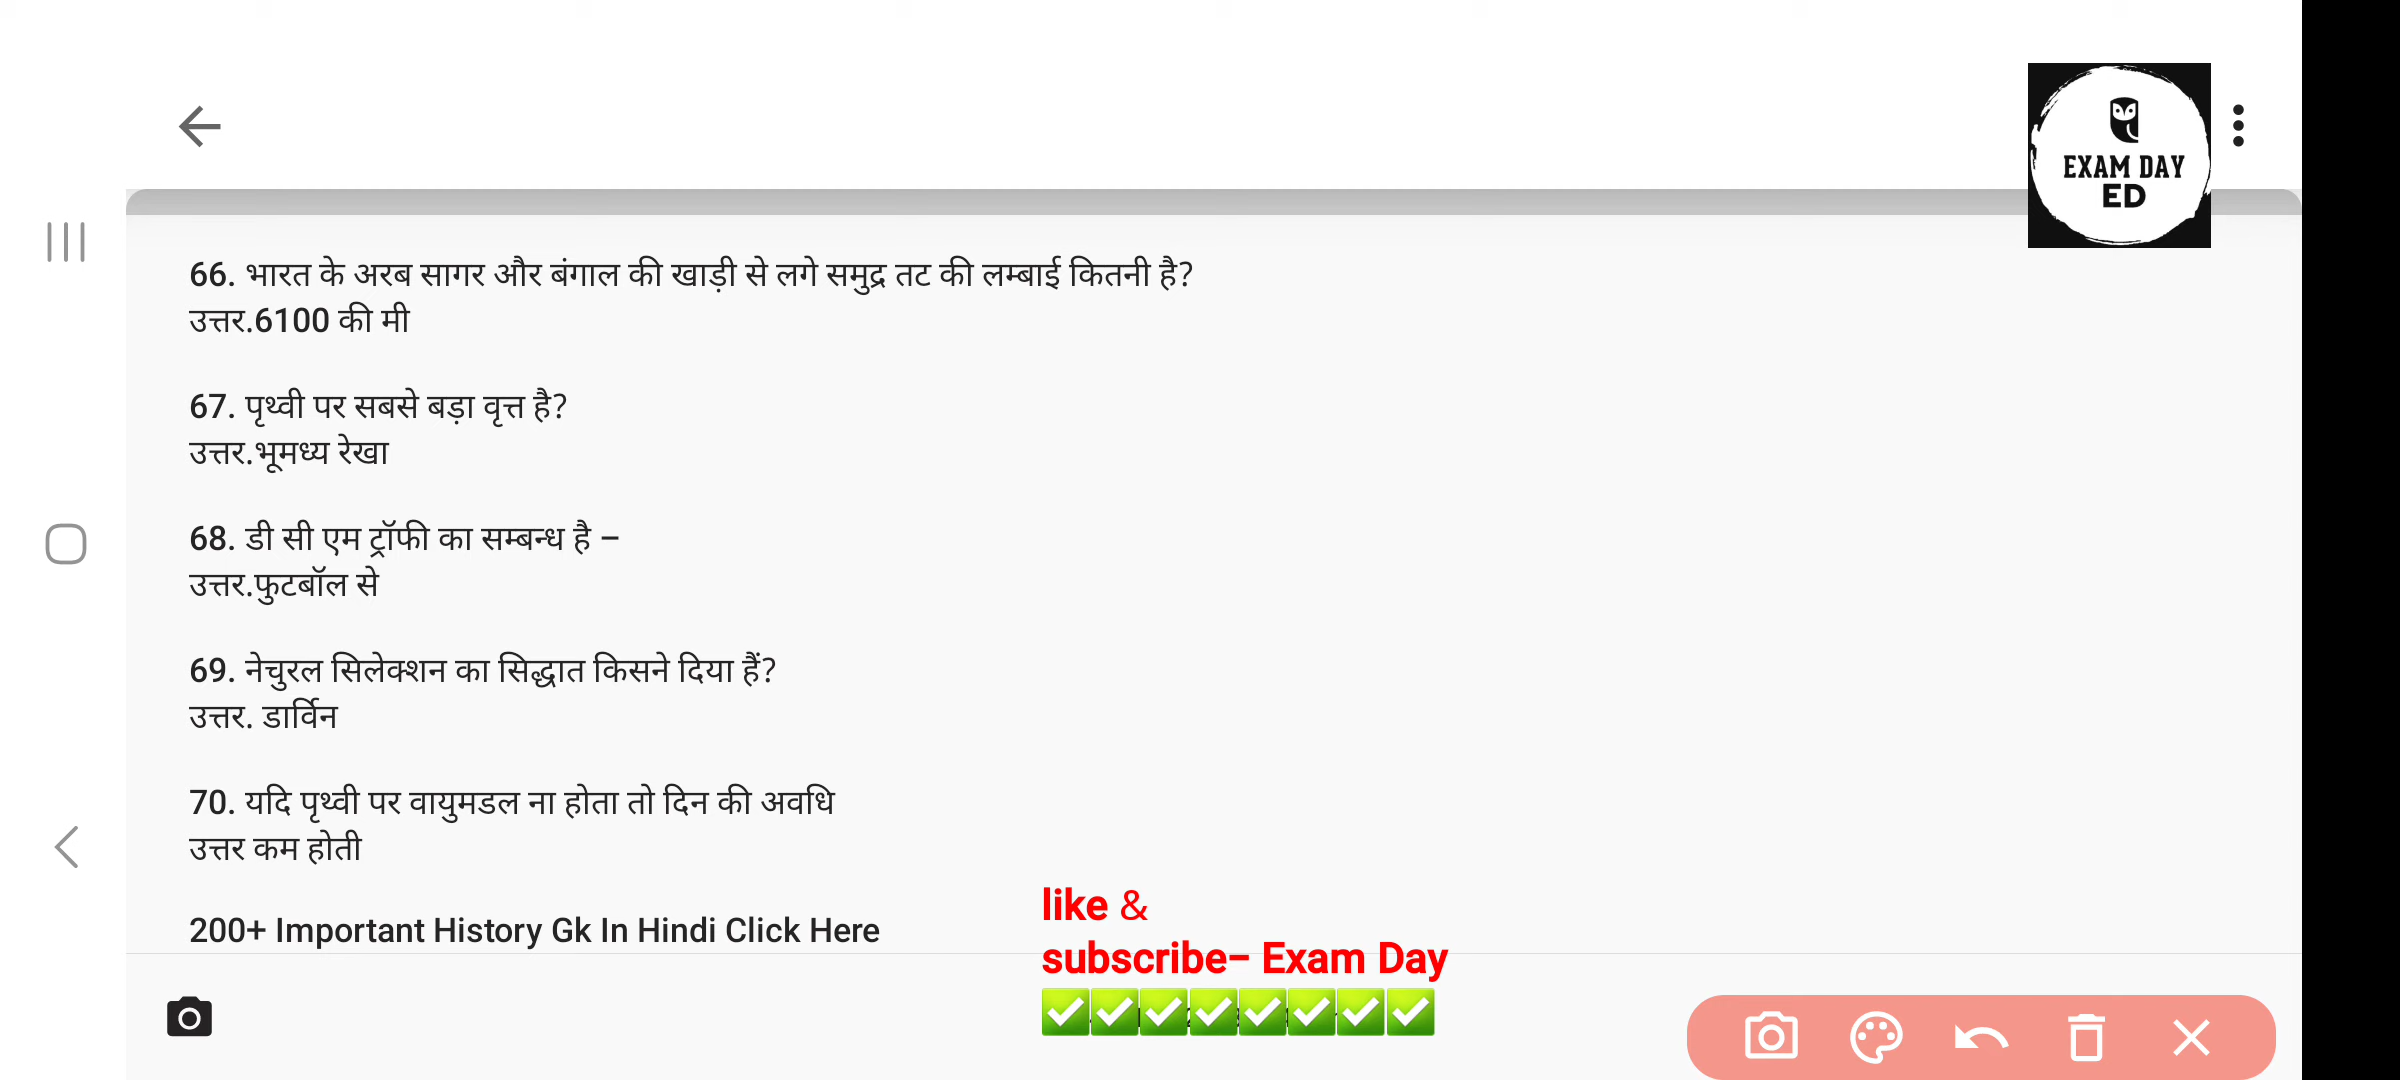 EXAM DAY
ED
66. भारत के अरब सागर और बंगाल की खाड़ी से लगे समुद्र तट की लम्बाई कितनी है?
उत्तर.6100 की मी
67. पृथ्वी पर सबसे बड़ा वृत्त है?
उत्तर.भूमध्य रेखा
68. डी सी एम ट्रॉफी का सम्बन्ध है –
उत्तर.फुटबॉल से
69. नेचुरल सिलेक्शन का सिद्धात किसने दिया हैं?
उत्तर. डार्विन
70. यदि पृथ्वी पर वायुमडल ना होता तो दिन की अवधि
उत्तर कम होती
200+ Important History Gk In Hindi Click Here
like &
subscribe– Exam Day